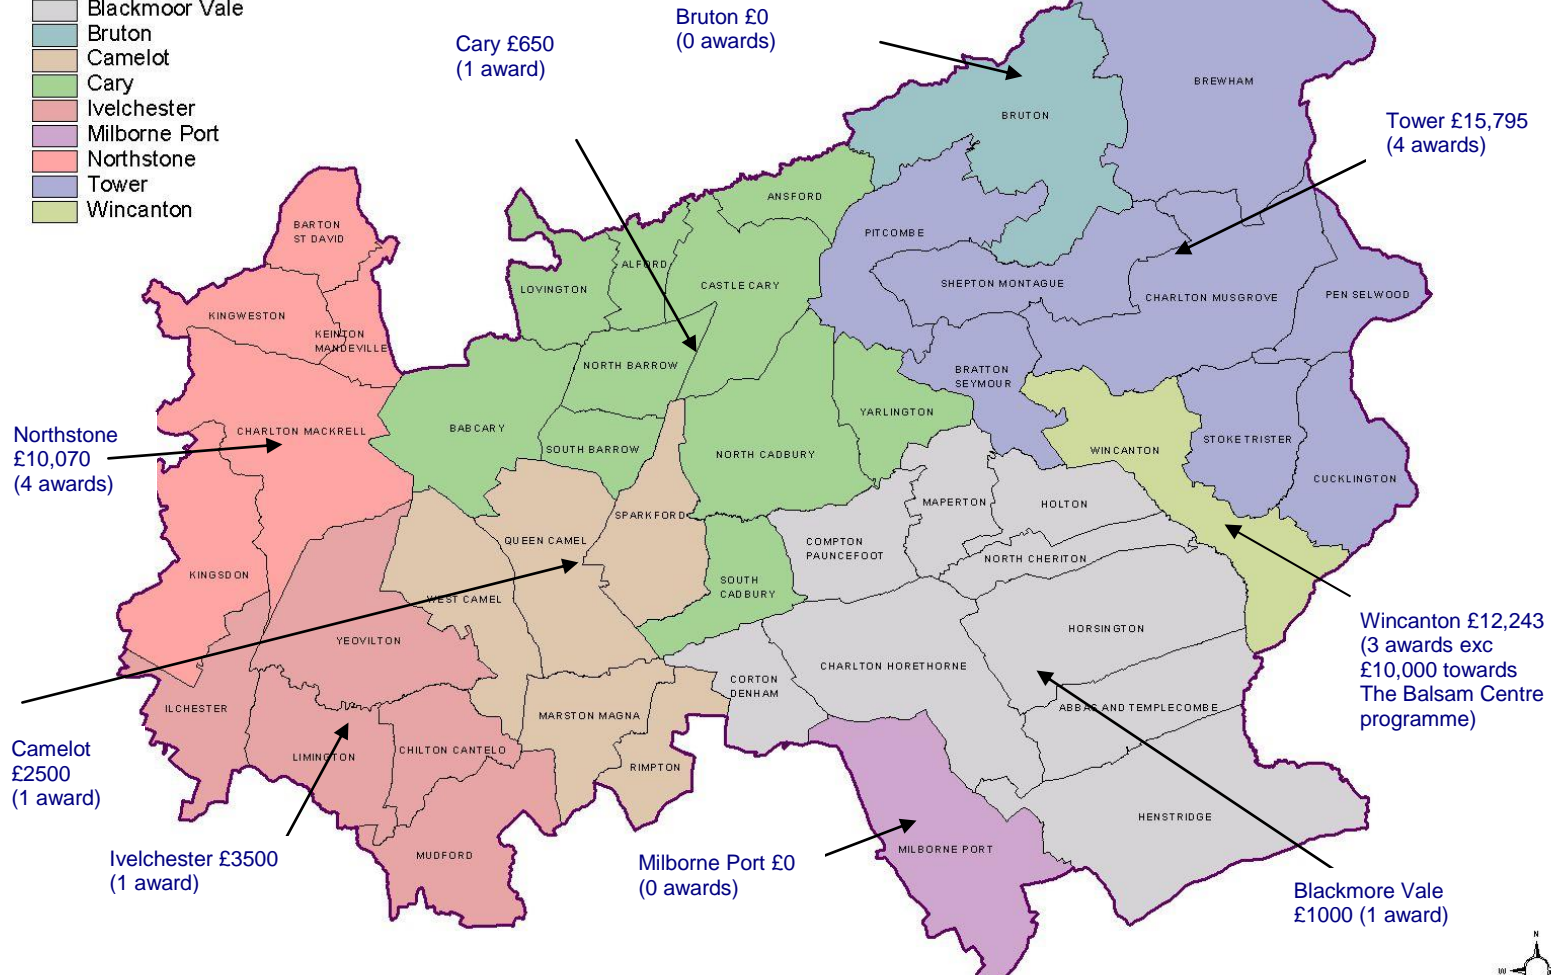 Blackmoor Vale
Bruton
Camelot
Cary
Ivelchester
Milborne Port
Northstone
Tower
Wincanton
Cary £650
(1 award)
Bruton £0
(0 awards)
Tower £15,795
(4 awards)
BREWHAM
BRUTON
ANSFORD
PITCOMBE
BARTON
ST DAVID
ALFORD
LOVINGTON
CASTLE CARY
SHEPTON MONTAGUE
CHARLTON MUSGROVE
PEN SELWOOD
KINGWESTON
KEINTON
MANDEVILLE
NORTH BARROW
BRATTON
SEYMOUR
YARLINGTON
Northstone
£10,070
(4 awards)
CHARLTON MACKRELL
BABCARY
SOUTH BARROW
NORTH CADBURY
WINCANTON
STOKE TRISTER
CUCKLINGTON
SPARKFORD
MAPERTON
HOLTON
QUEEN CAMEL
COMPTON
PAUNCEFOOT
NORTH CHERITON
KINGSDON
SOUTH
CADBURY
WEST CAMEL
YEOVILTON
HORSINGTON
Wincanton £12,243
(3 awards exc
£10,000 towards
The Balsam Centre
programme)
CHARLTON HORETHORNE
CORTON
DENHAM
ILCHESTER
MARSTON MAGNA
ABBAS AND TEMPLECOMBE
Camelot
£2500
(1 award)
LIMINGTON
CHILTON CANTELO
RIMPTON
HENSTRIDGE
Ivelchester £3500
(1 award)
MUDFORD
Milborne Port £0
(0 awards)
MILBORNE PORT
Blackmore Vale
£1000 (1 award)
N
W